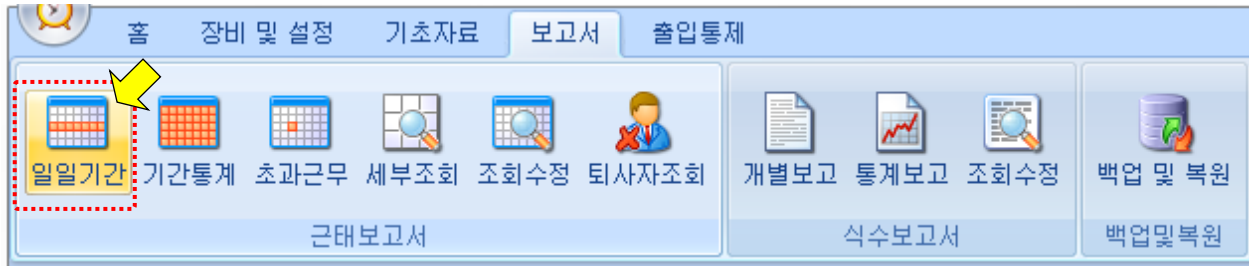 홈 장비 및 설정 기초자료 보고서 출입통제
일일기간 기간통계 초과근무 세부조회 조회수정 퇴사자조회 개별보고 통계보고 조회수정 백업 및 복원
근태보고서 식수보고서 백업및복원